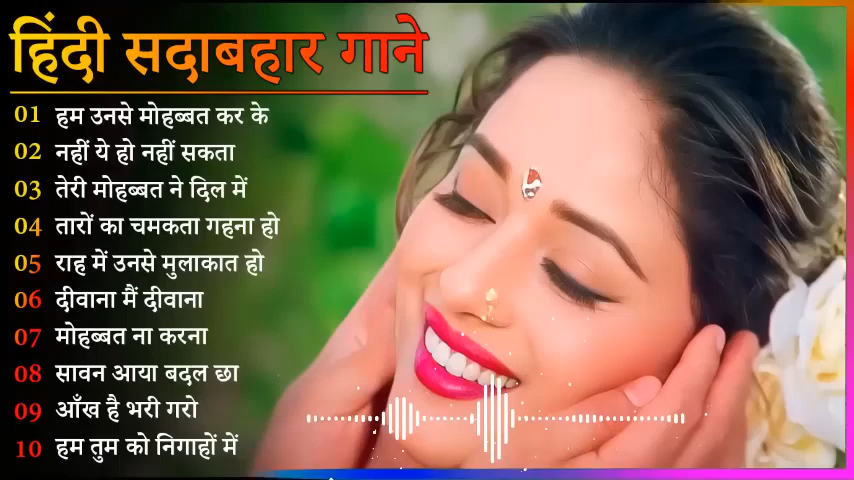 हिंदी सदाबहार गाने
01 हम उनसे मोहब्बत कर के
02 नहीं ये हो नहीं सकता
03 तेरी मोहब्बत ने दिल में
04 तारों का चमकता गहना हो
05 राह में उनसे मुलाकात हो
06 दीवाना मैं दीवाना
07 मोहब्बत ना करना
08 सावन आया बदल छा
09 आँख है भरी गरो
10 हम तुम को निगाहों में